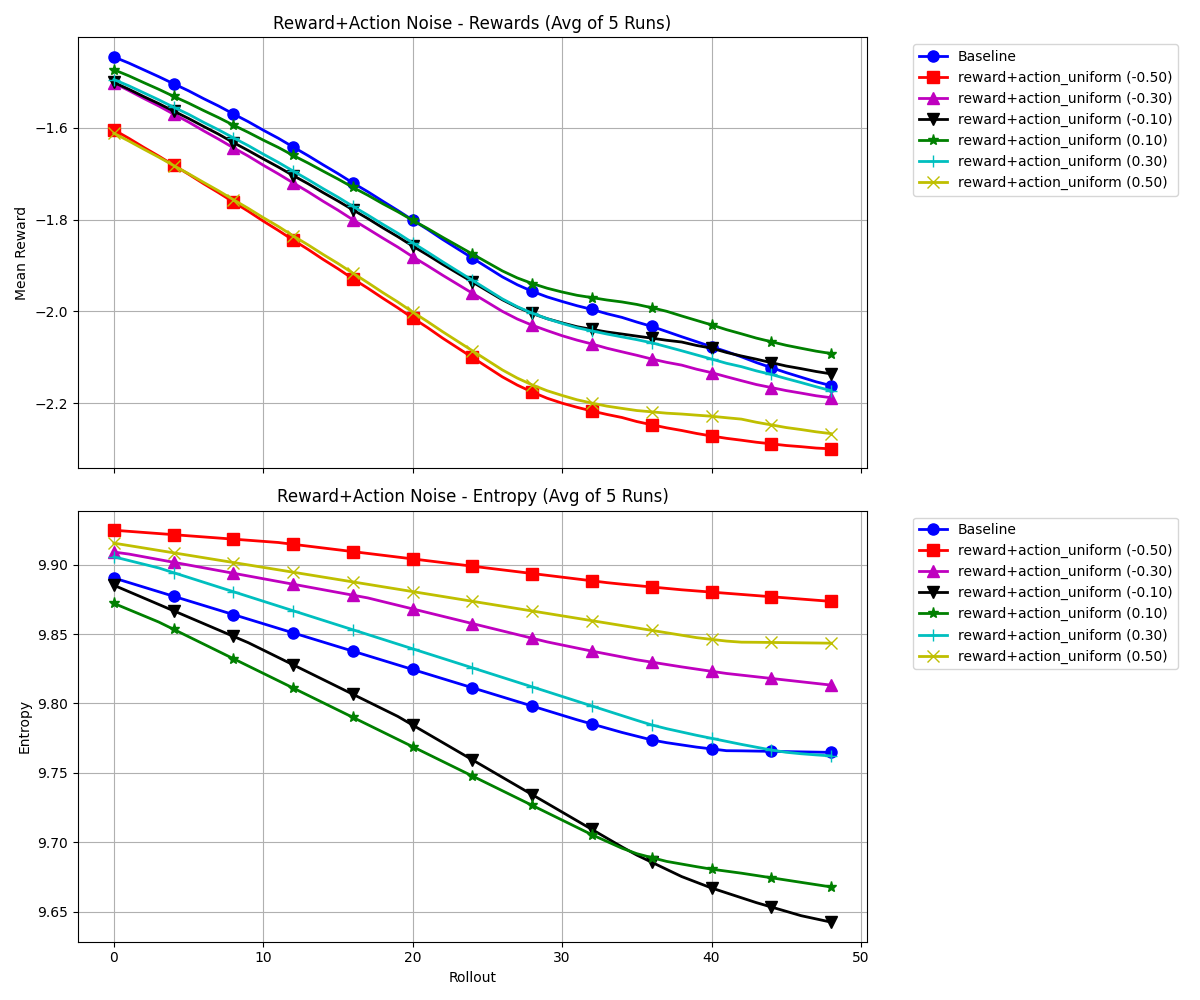 Reward+Action Noise - Rewards (Avg of 5 Runs)
Mean Reward
−1.6
−1.8
−2.0
−2.2
Baseline
reward+action_uniform (-0.50)
reward+action_uniform (-0.30)
reward+action_uniform (-0.10)
reward+action_uniform (0.10)
reward+action_uniform (0.30)
reward+action_uniform (0.50)
Reward+Action Noise - Entropy (Avg of 5 Runs)
Entropy
9.90
9.85
9.80
9.75
9.70
9.65
0 10 20 30 40 50
Rollout
Baseline
reward+action_uniform (-0.50)
reward+action_uniform (-0.30)
reward+action_uniform (-0.10)
reward+action_uniform (0.10)
reward+action_uniform (0.30)
reward+action_uniform (0.50)